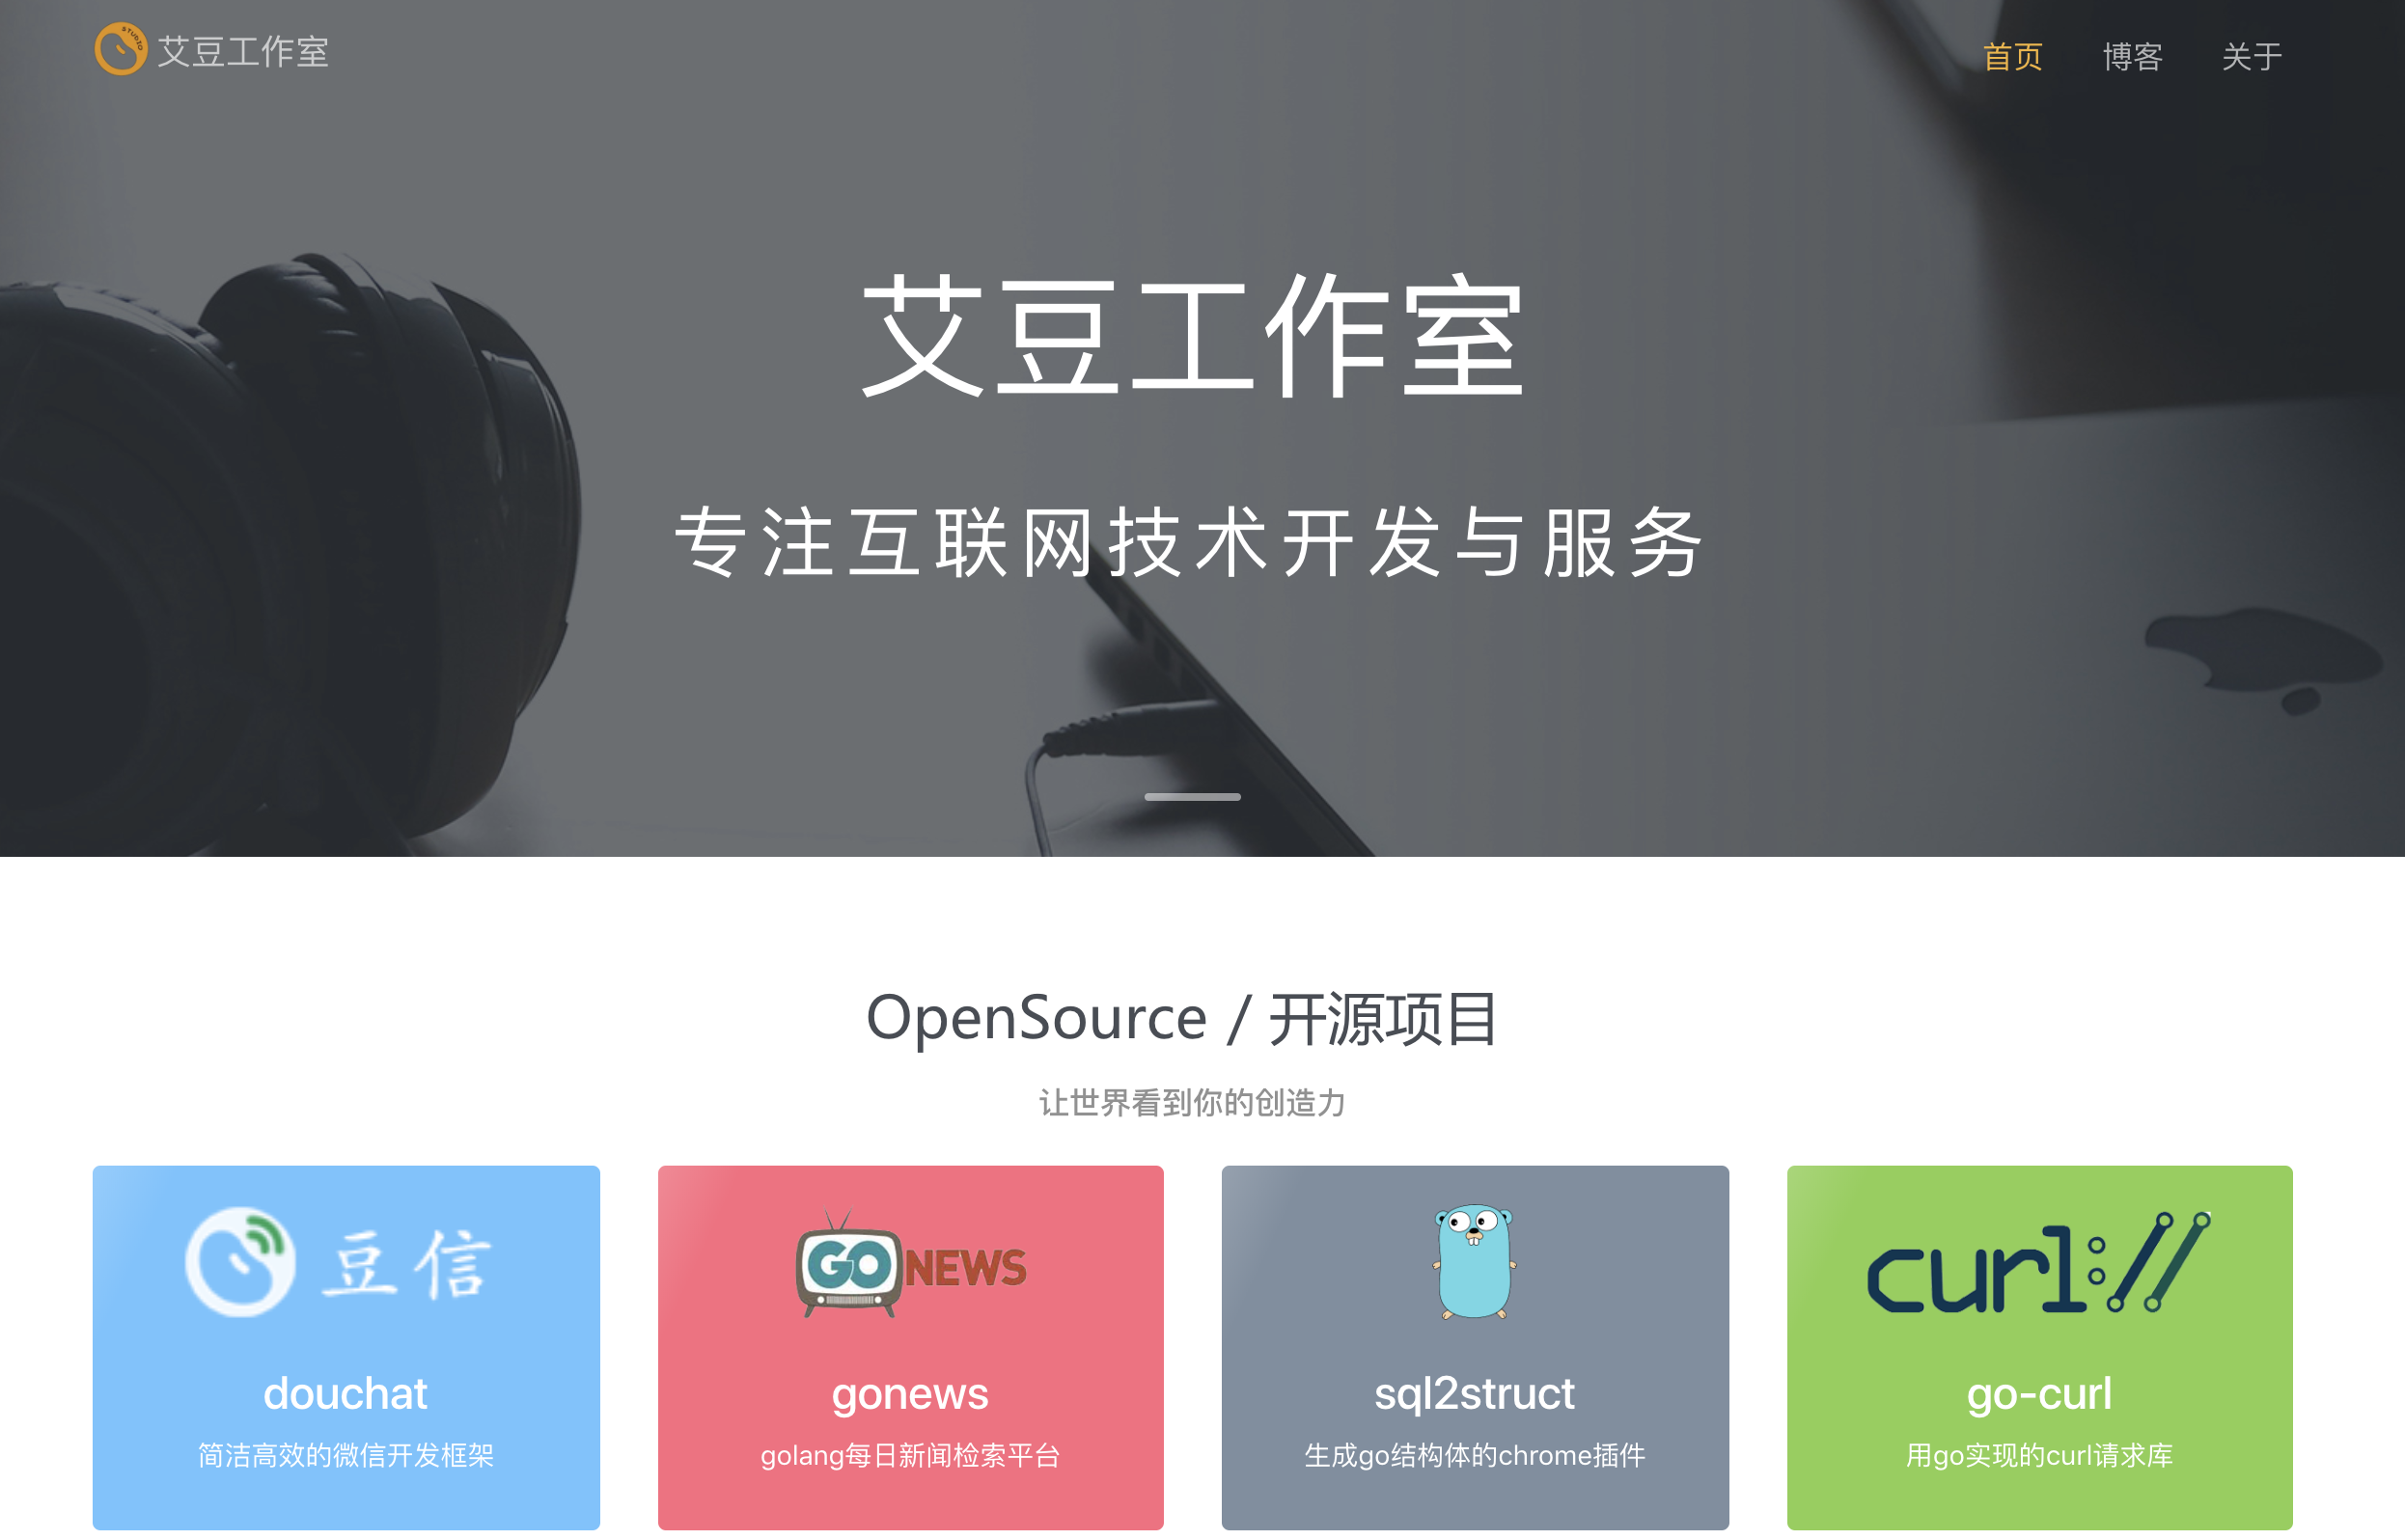 STUDIO
艾豆工作室
首页
博客
关于
艾豆工作室
专注互联网技术开发与服务
OpenSource / 开源项目
让世界看到你的创造力
豆信
douchat
简洁高效的微信开发框架
GO NEWS
gonews
golang每日新闻检索平台
sql2struct
生成go结构体的chrome插件
curl://
go-curl
用go实现的curl请求库